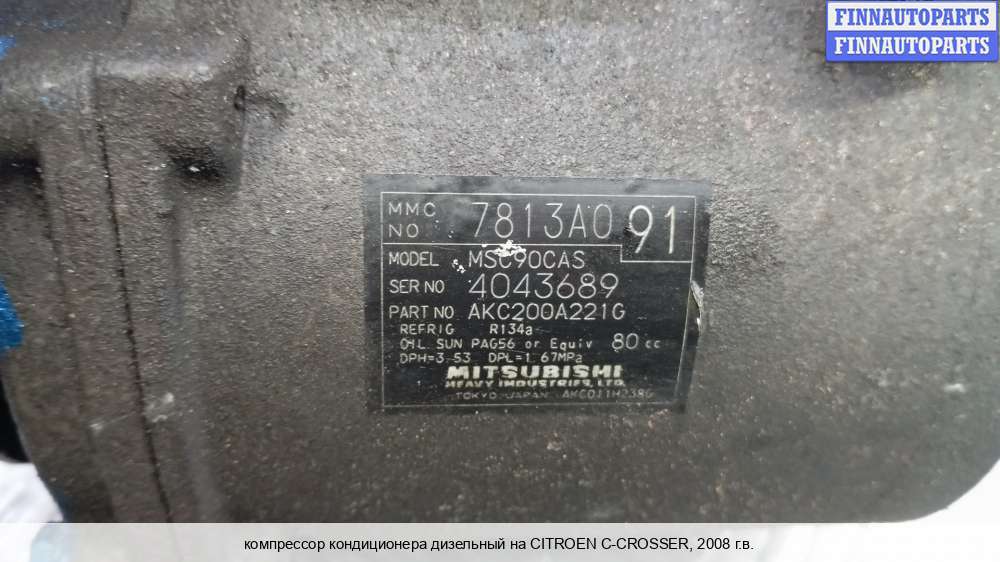 FINNAUTOPARTS
FINNAUTOPARTS
MMC NO 7813A091
MODEL MSC90CAS
SER NO 4043689
PART NO AKC200A221G
REFRIG R134a
OIL SUN PAG56 or Equiv 80 cc
DPH=3.53 DPL=1.67MPa
MITSUBISHI
HEAVY INDUSTRIES, LTD.
TOKYO JAPAN AKC011H238G
компрессор кондиционера дизельный на CITROEN C-CROSSER, 2008 г.в.